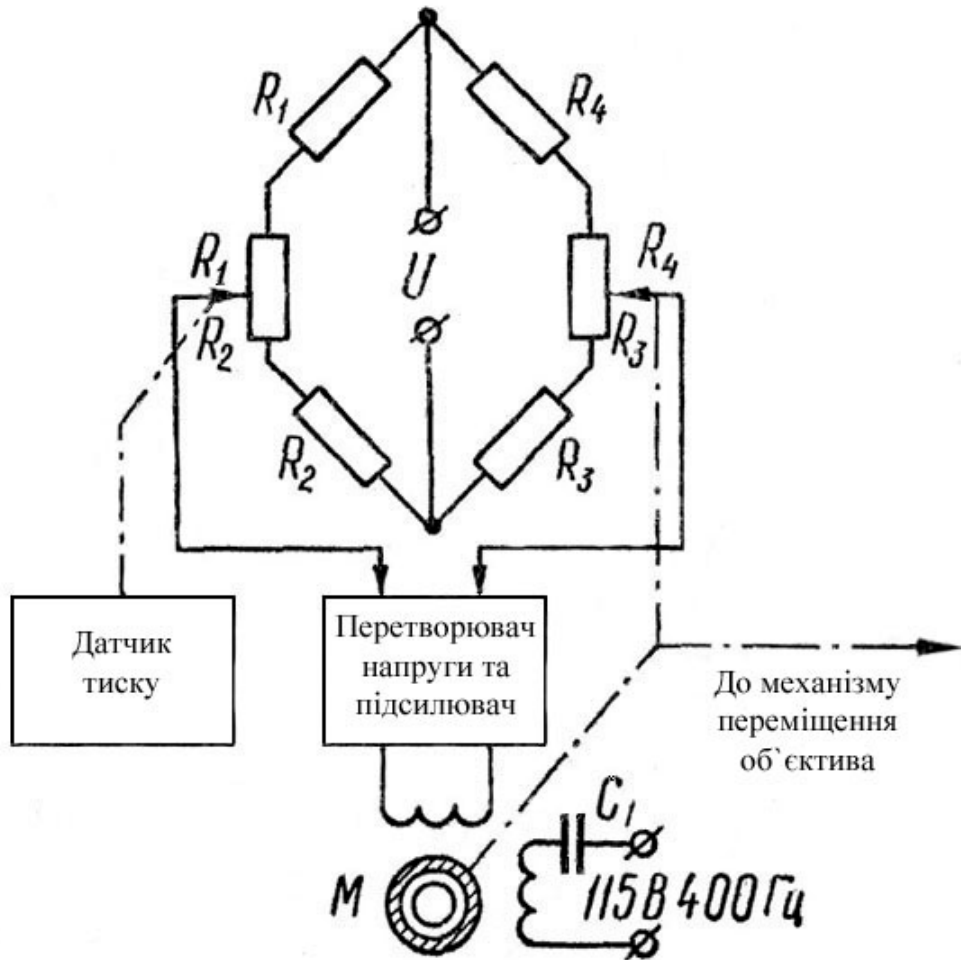 R₁
R₄
R₁
U
R₄
R₂
R₃
R₂
R₃
Датчик
тиску
Перетворювач
напруги та
підсилювач
До механізму
переміщення
об`єктива
C₁
М
115В 400Гц